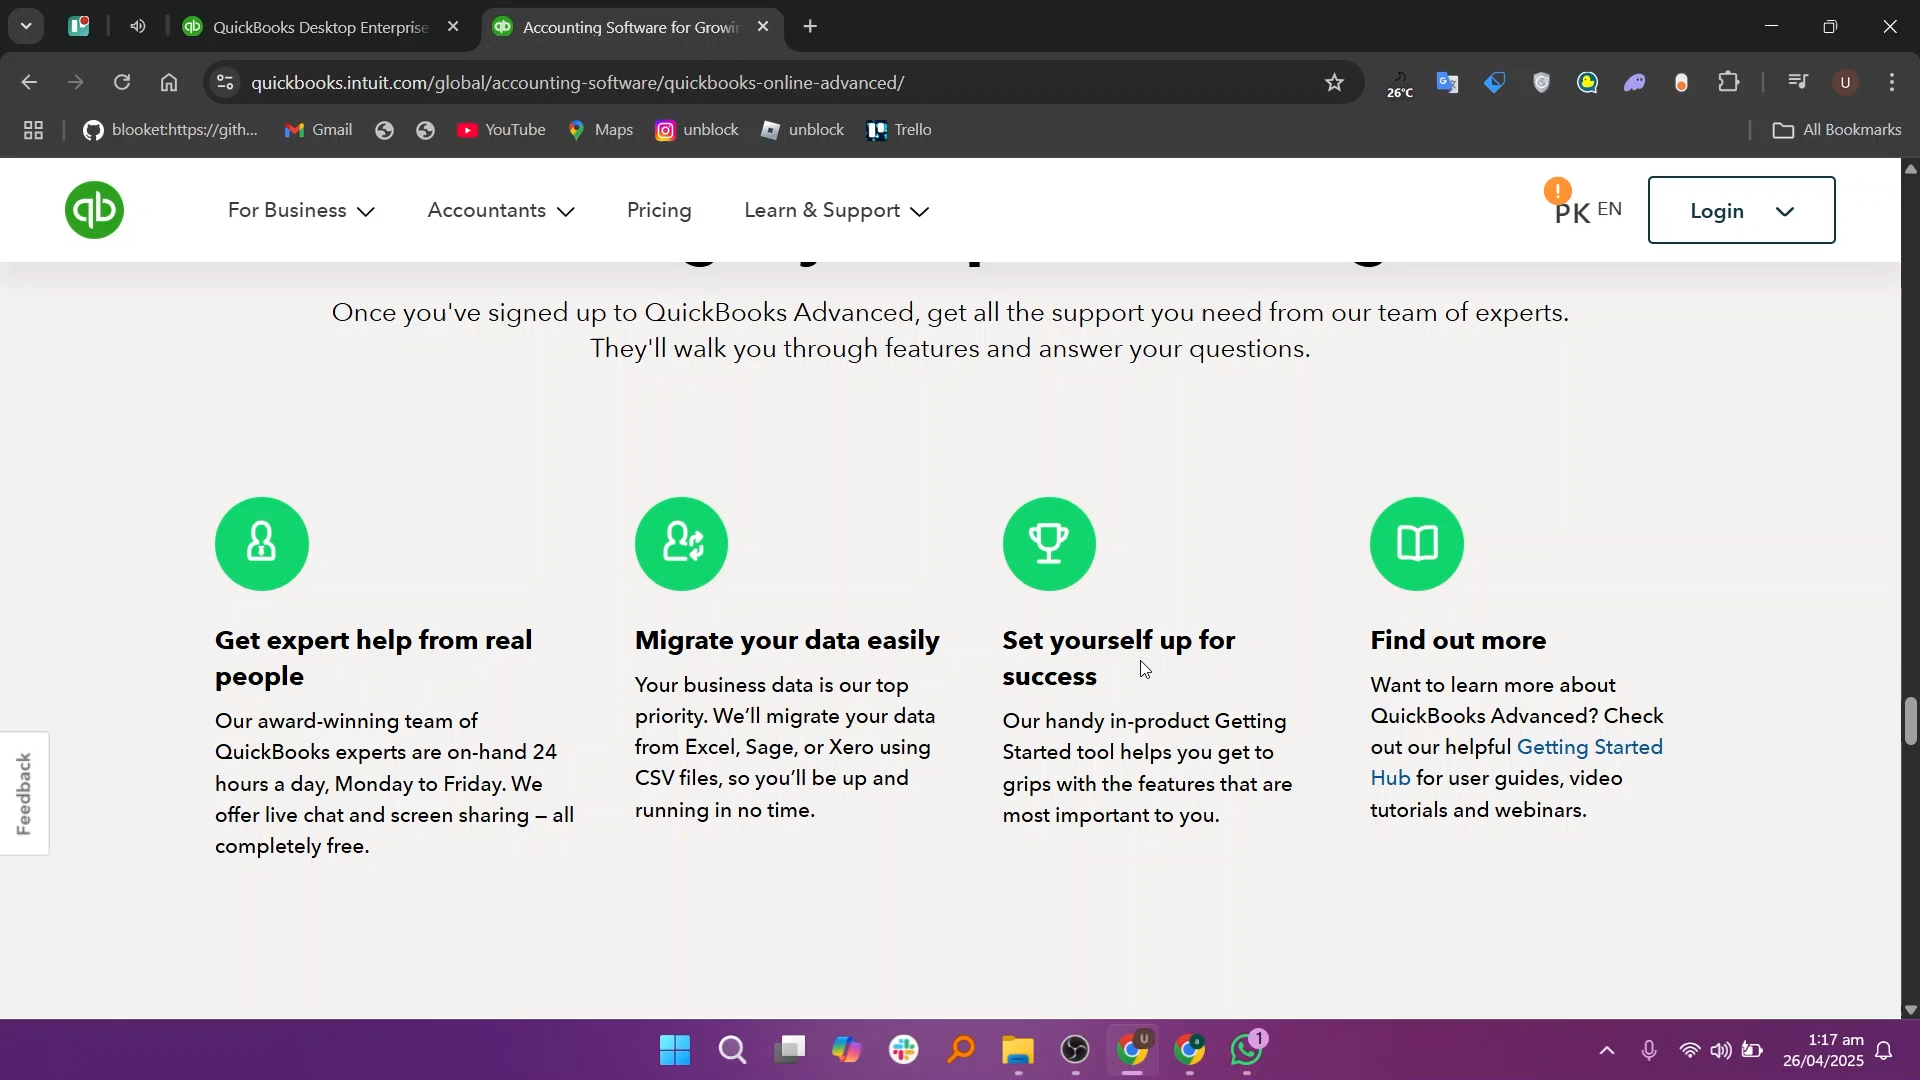 QuickBooks Desktop Enterprise
Accounting Software for Growin
quickbooks.intuit.com/global/accounting-software/quickbooks-online-advanced/
26°C
U
blooket:https://gith...
Gmail
YouTube
Maps
unblock
unblock
Trello
All Bookmarks
qb
For Business
Accountants
Pricing
Learn & Support
!
PK EN
Login
Once you've signed up to QuickBooks Advanced, get all the support you need from our team of experts.
They'll walk you through features and answer your questions.
Get expert help from real
people
Our award-winning team of
QuickBooks experts are on-hand 24
hours a day, Monday to Friday. We
offer live chat and screen sharing – all
completely free.
Migrate your data easily
Your business data is our top
priority. We’ll migrate your data
from Excel, Sage, or Xero using
CSV files, so you’ll be up and
running in no time.
Set yourself up for
success
Our handy in-product Getting
Started tool helps you get to
grips with the features that are
most important to you.
Find out more
Want to learn more about
QuickBooks Advanced? Check
out our helpful Getting Started
Hub for user guides, video
tutorials and webinars.
Feedback
U
a
1
1:17 am
26/04/2025